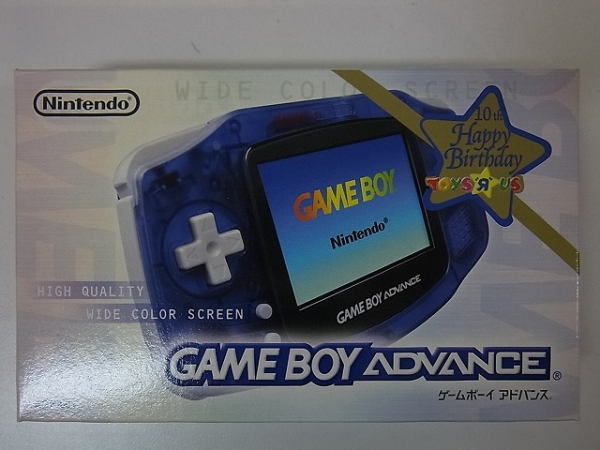 Nintendo®
WIDE COLOR SCREEN
10th
Happy
Birthday
TOYS"Я"US
GAME BOY
Nintendo®
GAME BOY ADVANCE
HIGH QUALITY
WIDE COLOR SCREEN
GAME BOY ADVANCE®
ゲームボーイ アドバンス